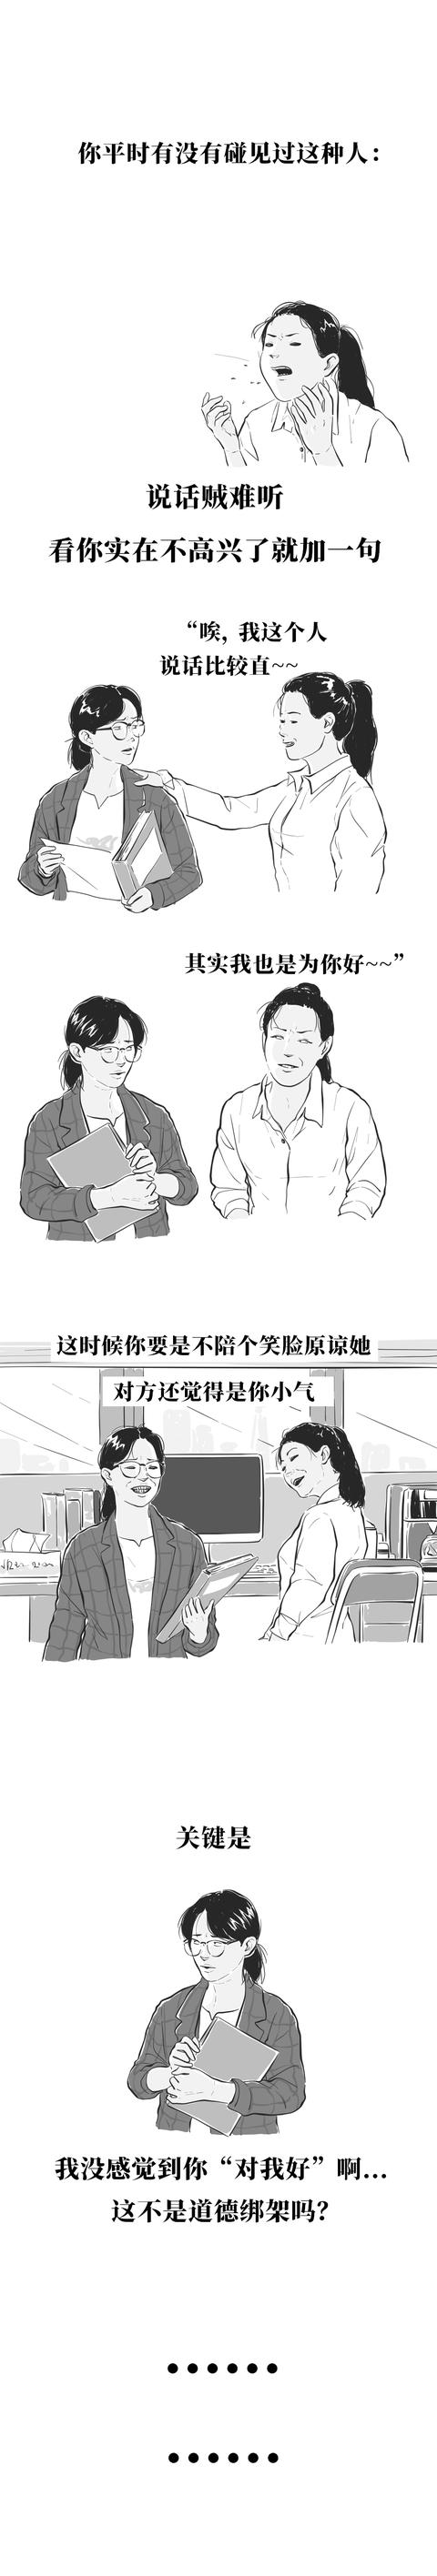 你平时有没有碰见过这种人：
说话贼难听
看你实在不高兴了就加一句
“唉，我这个人
说话比较直~~
其实我也是为你好~~”
这时候你要是不陪个笑脸原谅她
对方还觉得是你小气
关键是
我没感觉到你“对我好”啊...
这不是道德绑架吗？
······
······